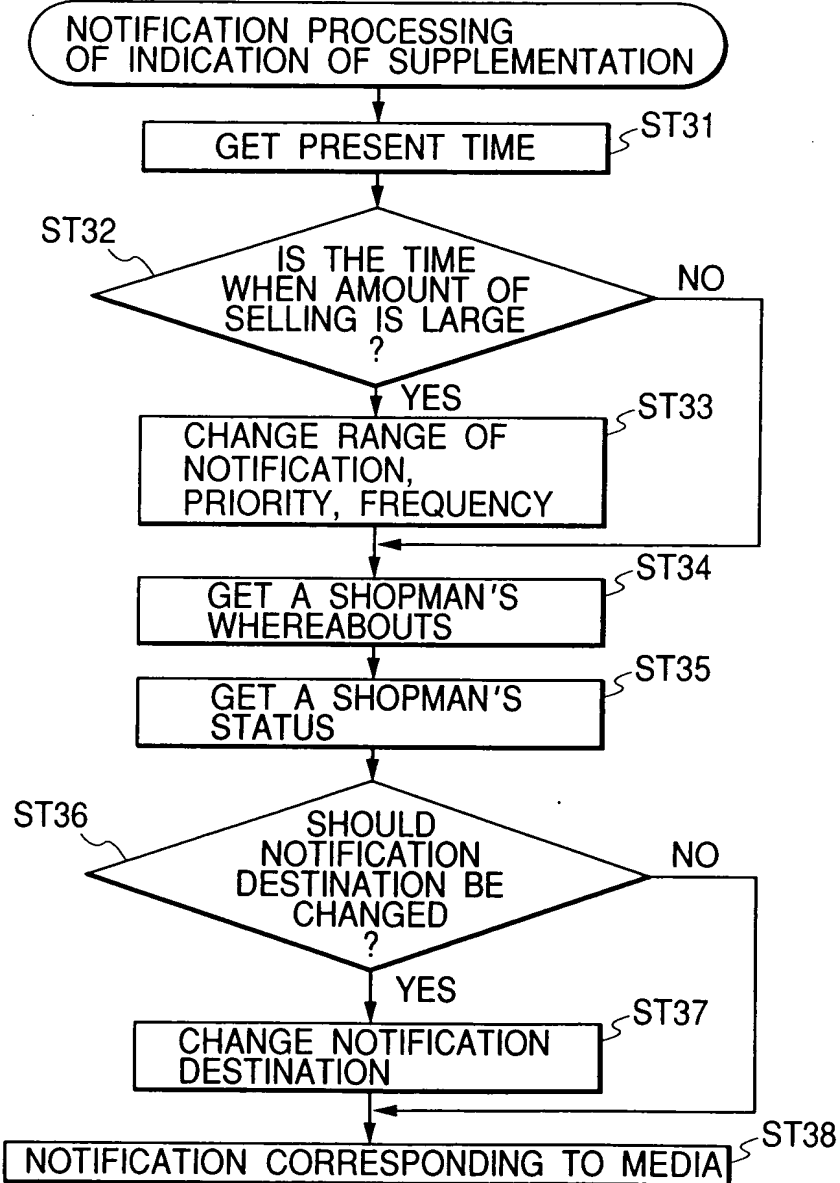 NOTIFICATION PROCESSING
OF INDICATION OF SUPPLEMENTATION
GET PRESENT TIME
ST31
ST32
IS THE TIME
WHEN AMOUNT OF
SELLING IS LARGE
?
NO
YES
CHANGE RANGE OF
NOTIFICATION,
PRIORITY, FREQUENCY
ST33
GET A SHOPMAN'S
WHEREABOUTS
ST34
GET A SHOPMAN'S
STATUS
ST35
ST36
SHOULD
NOTIFICATION
DESTINATION BE
CHANGED
?
NO
YES
CHANGE NOTIFICATION
DESTINATION
ST37
NOTIFICATION CORRESPONDING TO MEDIA
ST38